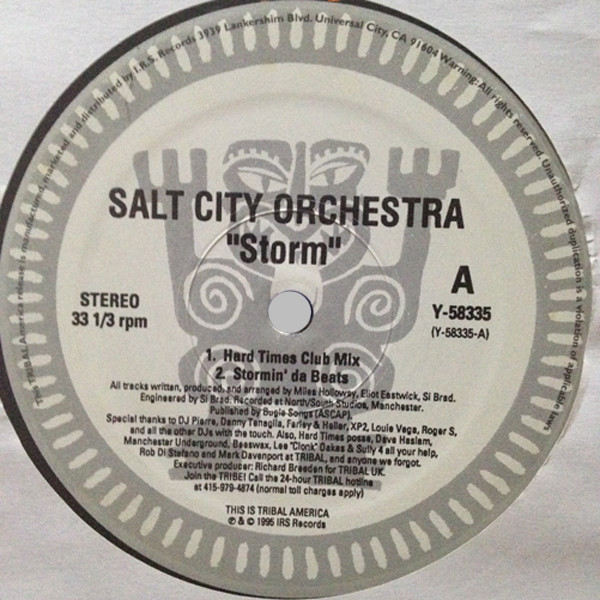 The TRIBAL America release is manufactured, marketed and distributed by I.R.S. Records 3939 Lankershim Blvd. Universal City, CA 91604 Warning: All rights reserved. Unauthorized duplication is a violation of applicable laws.
SALT CITY ORCHESTRA
"Storm"
STEREO
33 1/3 rpm
A
Y-58335
(Y-58335-A)
1. Hard Times Club Mix
2. Stormin' da Beats
All tracks written, produced, and arranged by Miles Holloway, Eliot Eastwick, Si Brad.
Engineered by Si Brad. Recorded at North/South Studios, Manchester.
Published by Bugie Songs (ASCAP).
Special thanks to DJ Pierre, Danny Tenaglia, Farley & Heller, XP2, Louie Vega, Roger S,
and all the other DJs with the touch. Also, Hard Times posse, Dave Haslam,
Manchester Underground, Beeswax, Lee "Clonk" Oakas & Sully 4 all your help,
Rob Di Stefano and Mark Davenport at TRIBAL, and anyone we forgot.
Executive producer: Richard Breeden for TRIBAL UK.
Join the TRIBE! Call the 24-hour TRIBAL hotline
at 415-979-4874 (normal toll charges apply)
THIS IS TRIBAL AMERICA
℗ & © 1995 IRS Records